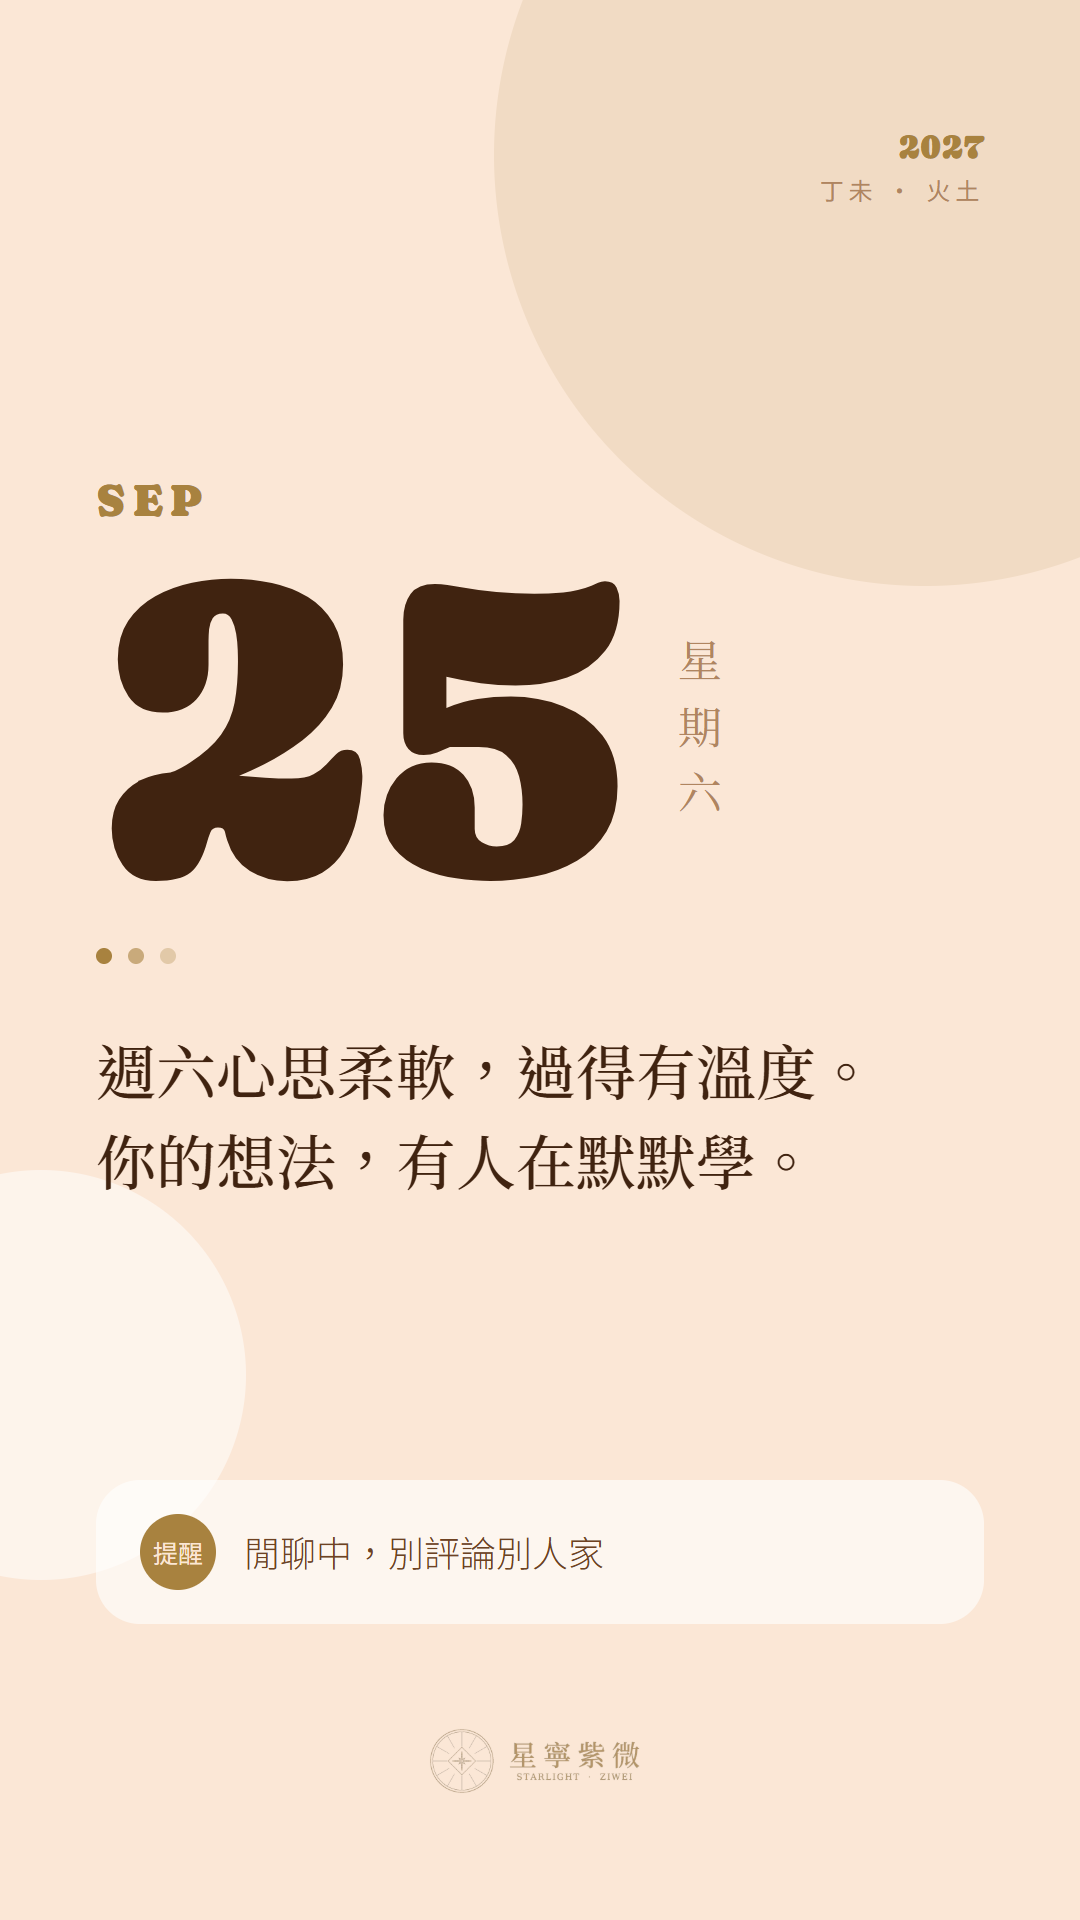 2027
丁未 · 火土
SEP
25
星期六
週六心思柔軟，過得有溫度。
你的想法，有人在默默學。
提醒
閒聊中，別評論別人家
星寧紫微
STARLIGHT · ZIWEI